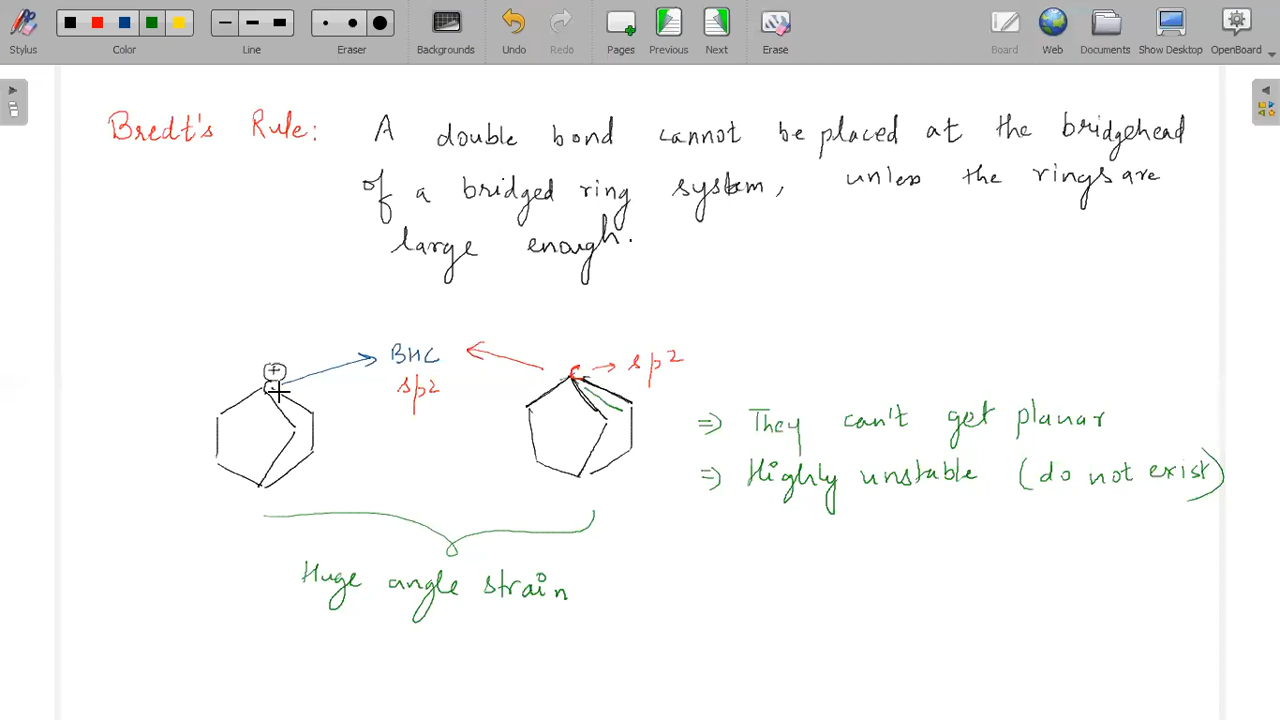 Stylus Color Line Eraser Backgrounds Undo Redo Pages Previous Next Erase Board Web Documents Show Desktop OpenBoard
Bredt's Rule: A double bond cannot be placed at the bridgehead
of a bridged ring system, unless the rings are
large enough.
+
BHC
sp2
c → sp2
⇒ They can't get planar
⇒ Highly unstable (do not exist)
Huge angle strain